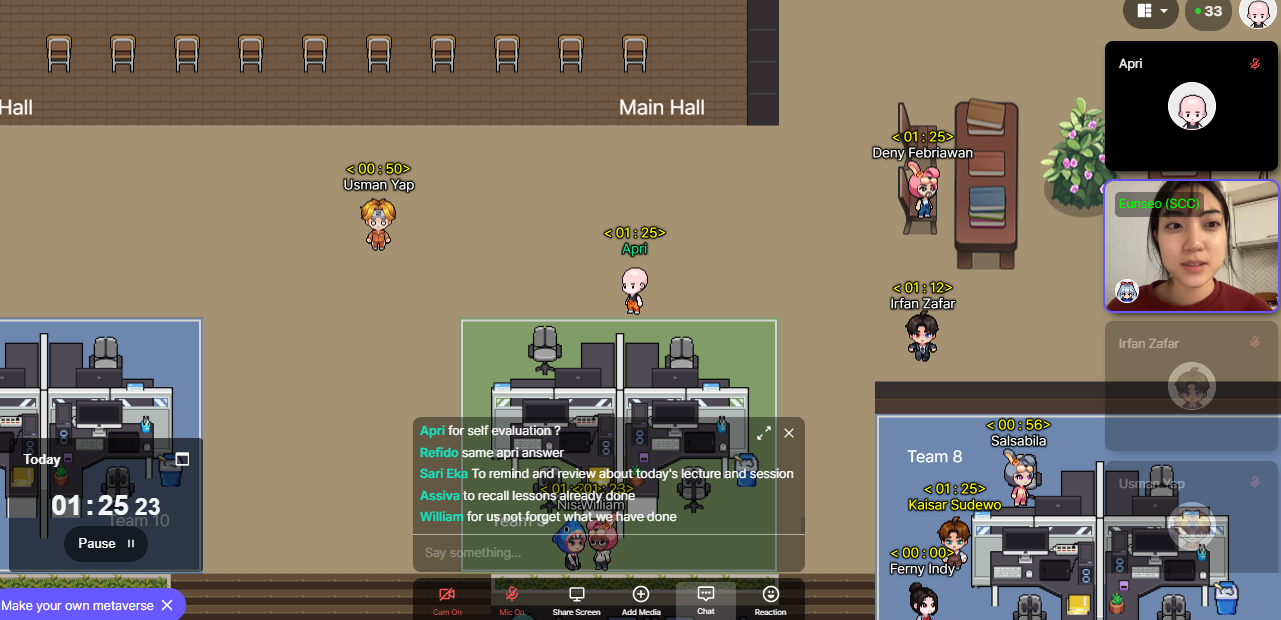 Hall
Main Hall
33
Apri
< 01 : 25>
Deny Febriawan
< 00 : 50>
Usman Yap
Eunseo (SCC)
< 01 : 25>
Apri
< 01 : 12>
Irfan Zafar
Irfan Zafar
Apri for self evaluation ?
Refido same apri answer
Sari Eka To remind and review about today's lecture and session
Assiva to recall lessons already done
William for us not forget what we have done
Say something...
William
Today
01 : 25 23
Team 10
Pause
< 00 : 56>
Salsabila
Team 8
Usman Yap
< 01 : 25>
Kaisar Sudewo
< 00 : 00>
Ferny Indy
Make your own metaverse
Cam On
Mic On
Share Screen
Add Media
Chat
Reaction